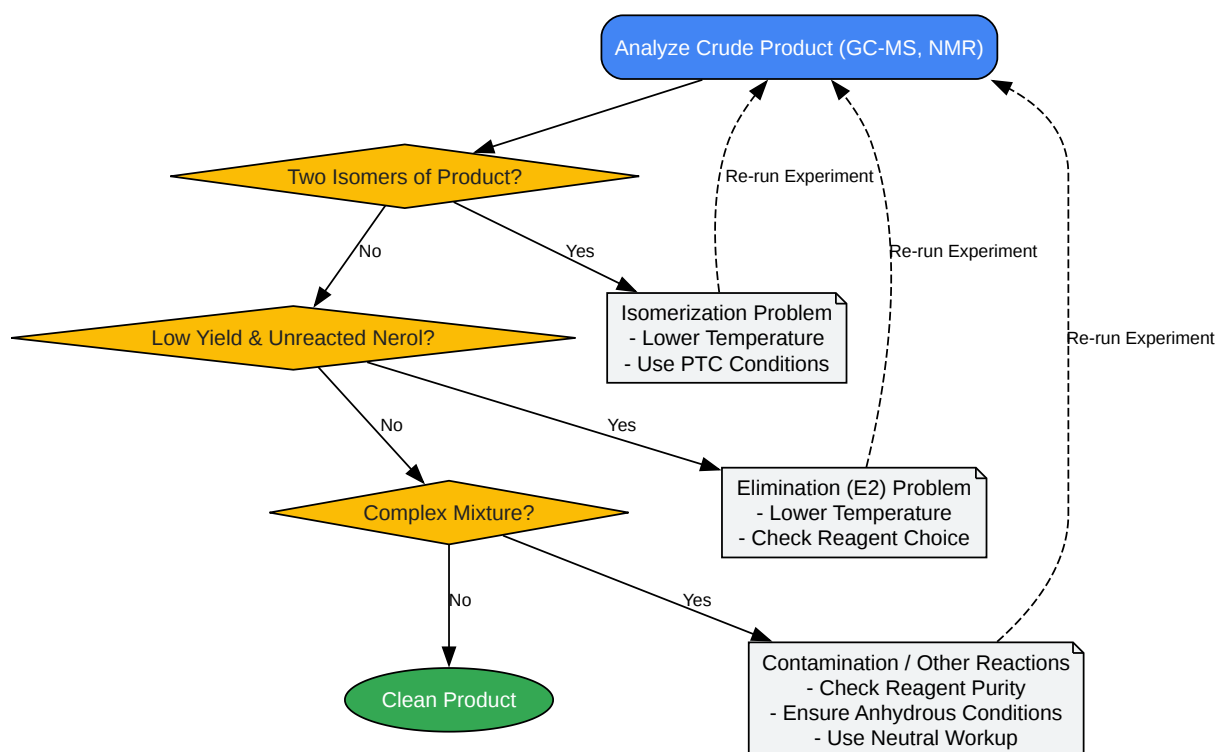 Analyze Crude Product (GC-MS, NMR)
Two Isomers of Product?
Re-run Experiment
No
Yes
Re-run Experiment
Isomerization Problem
- Lower Temperature
- Use PTC Conditions
Low Yield & Unreacted Nerol?
Re-run Experiment
No
Yes
Elimination (E2) Problem
- Lower Temperature
- Check Reagent Choice
Complex Mixture?
No
Yes
Contamination / Other Reactions
- Check Reagent Purity
- Ensure Anhydrous Conditions
- Use Neutral Workup
Clean Product